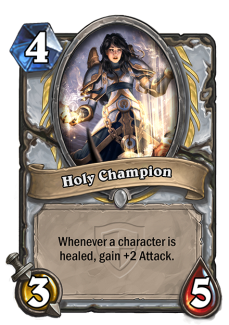 4
Holy Champion
Whenever a character is
healed, gain +2 Attack.
3
5